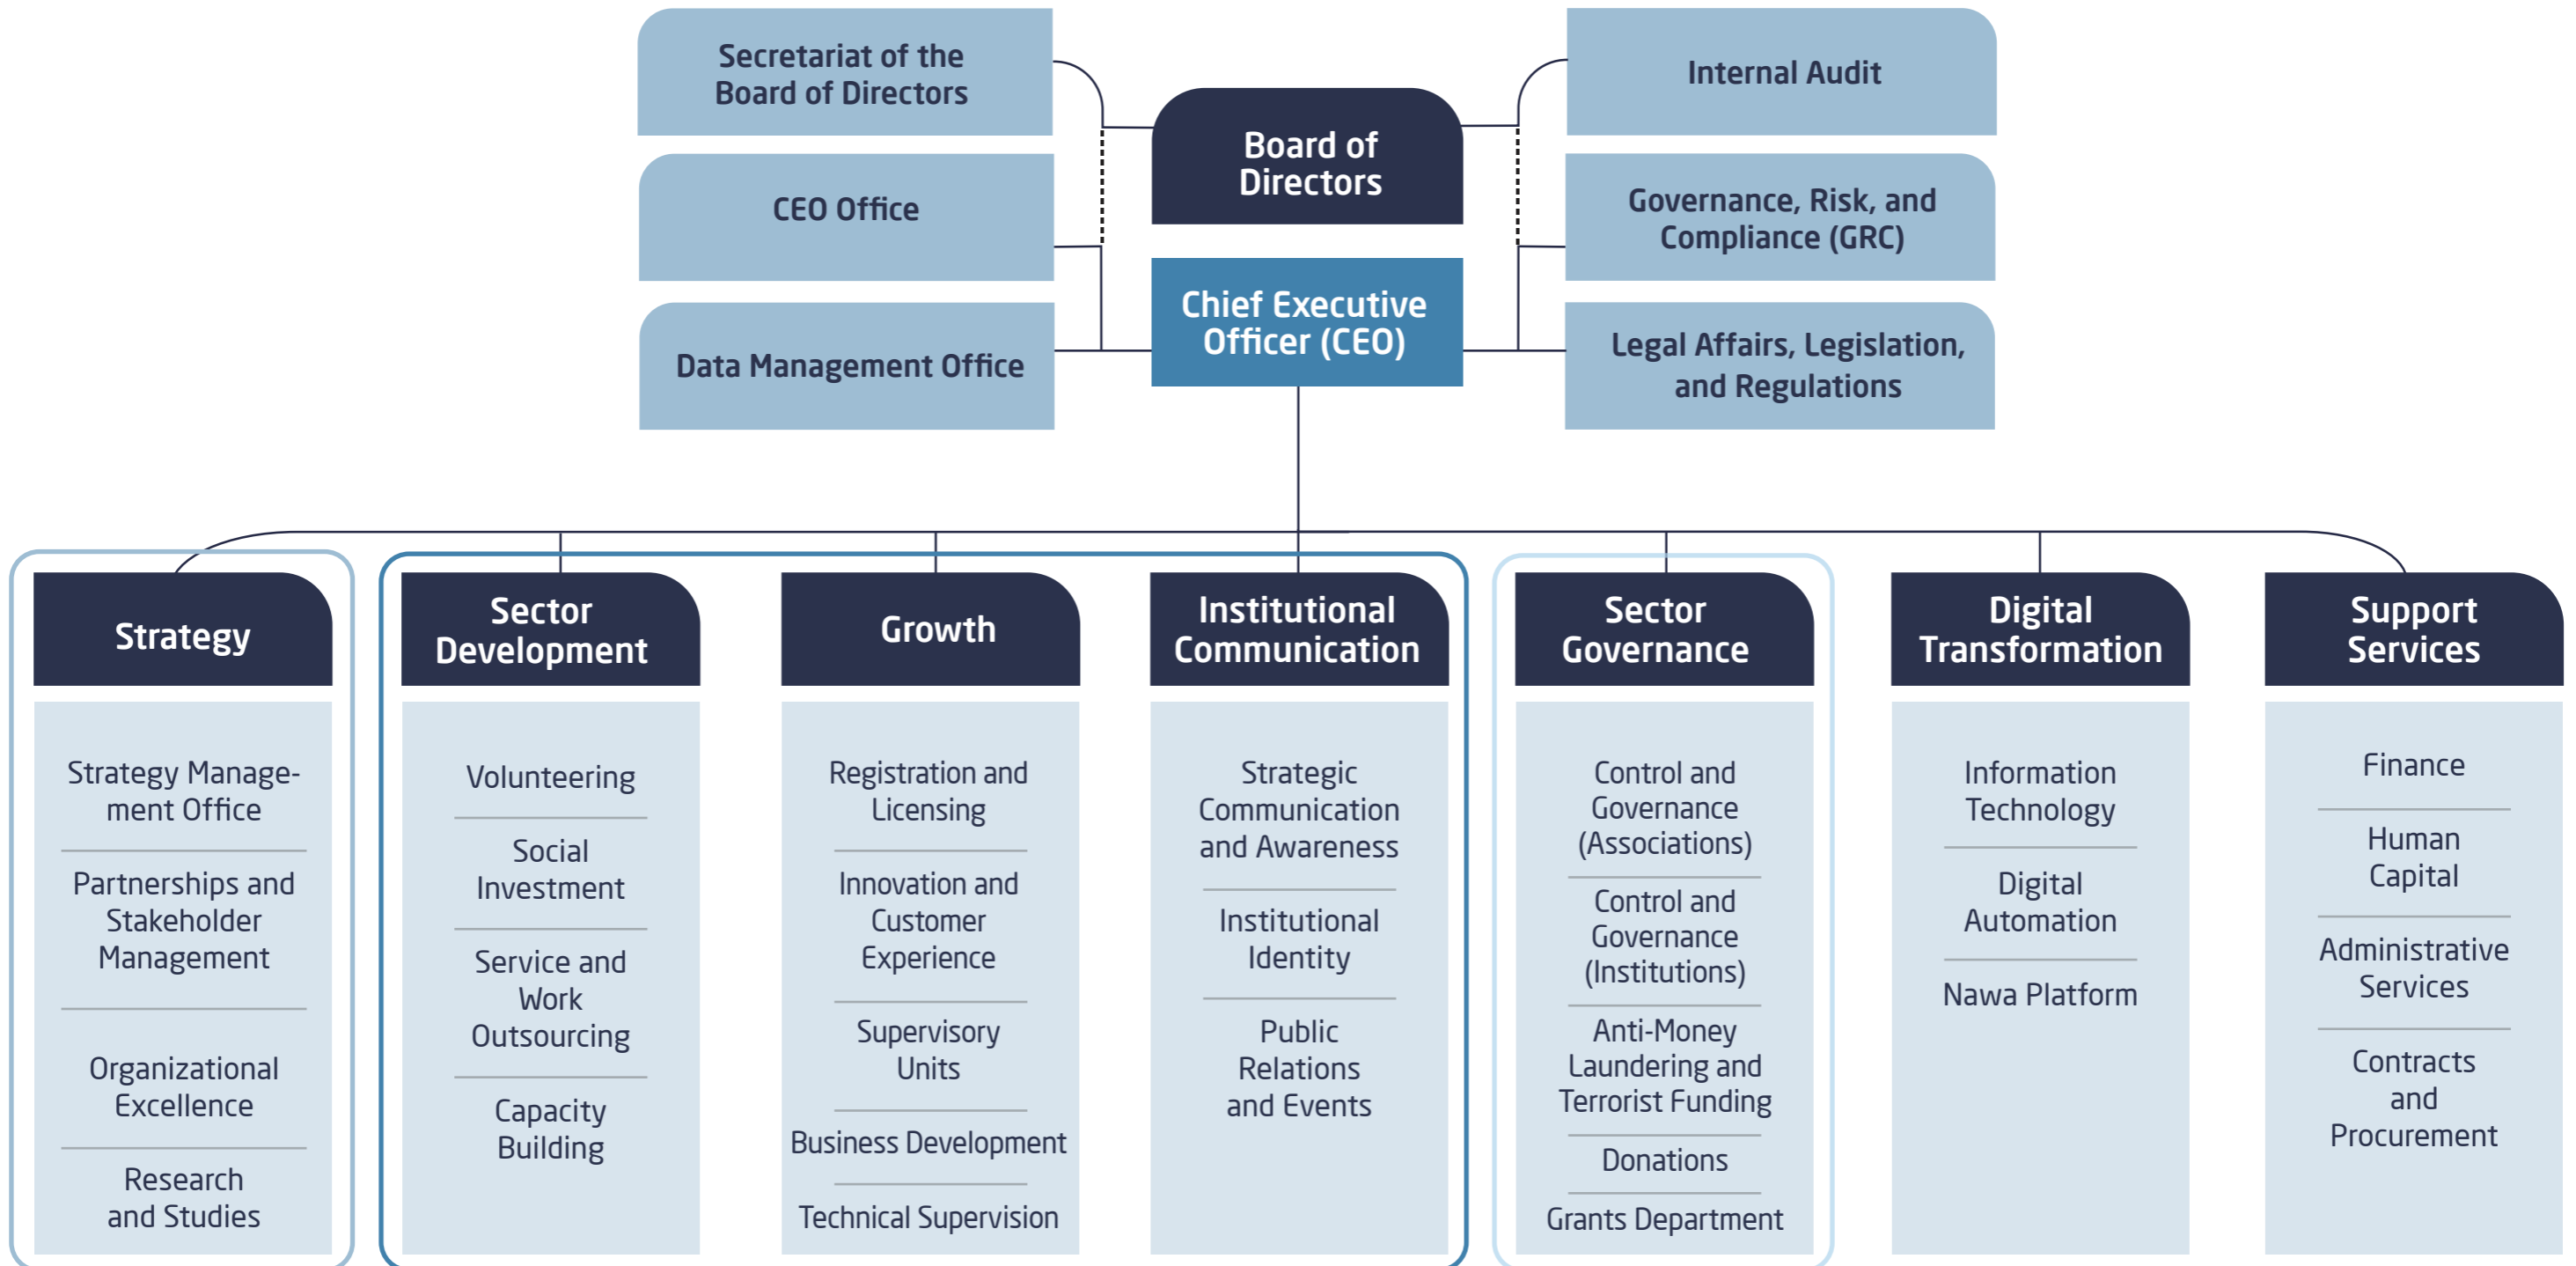 Secretariat of the
Board of Directors
Internal Audit
Board of
Directors
CEO Office
Governance, Risk, and
Compliance (GRC)
Chief Executive
Officer (CEO)
Data Management Office
Legal Affairs, Legislation,
and Regulations
Strategy
Strategy Manage-
ment Office
Partnerships and
Stakeholder
Management
Organizational
Excellence
Research
and Studies
Sector
Development
Volunteering
Social
Investment
Service and
Work
Outsourcing
Capacity
Building
Growth
Registration and
Licensing
Innovation and
Customer
Experience
Supervisory
Units
Business Development
Technical Supervision
Institutional
Communication
Strategic
Communication
and Awareness
Institutional
Identity
Public
Relations
and Events
Sector
Governance
Control and
Governance
(Associations)
Control and
Governance
(Institutions)
Anti-Money
Laundering and
Terrorist Funding
Donations
Grants Department
Digital
Transformation
Information
Technology
Digital
Automation
Nawa Platform
Support
Services
Finance
Human
Capital
Administrative
Services
Contracts
and
Procurement